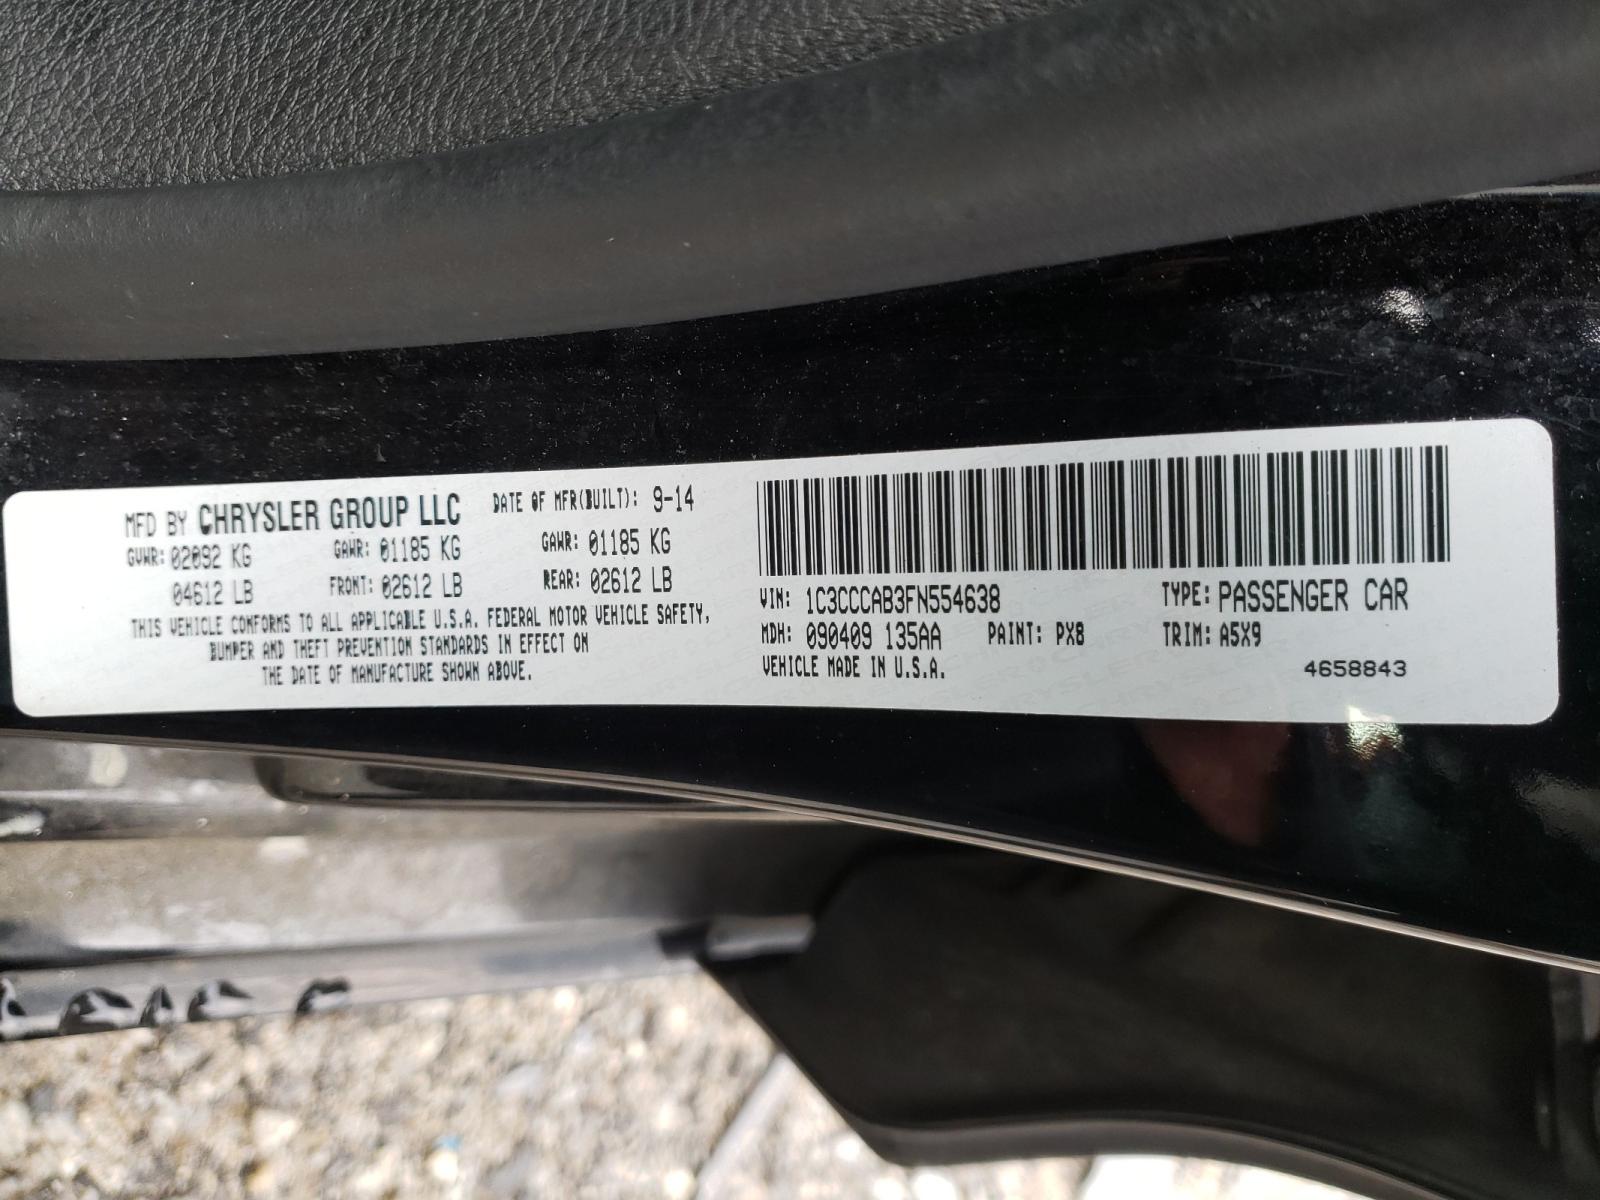 MFD BY CHRYSLER GROUP LLC DATE OF MFR(BUILT): 9-14
GVWR: 02092 KG GAWR: 01185 KG GAWR: 01185 KG
04612 LB FRONT: 02612 LB REAR: 02612 LB
THIS VEHICLE CONFORMS TO ALL APPLICABLE U.S.A. FEDERAL MOTOR VEHICLE SAFETY,
BUMPER AND THEFT PREVENTION STANDARDS IN EFFECT ON
THE DATE OF MANUFACTURE SHOWN ABOVE.
VIN: 1C3CCCAB3FN554638 TYPE: PASSENGER CAR
MDH: 090409 135AA PAINT: PX8 TRIM: A5X9
VEHICLE MADE IN U.S.A. 4658843